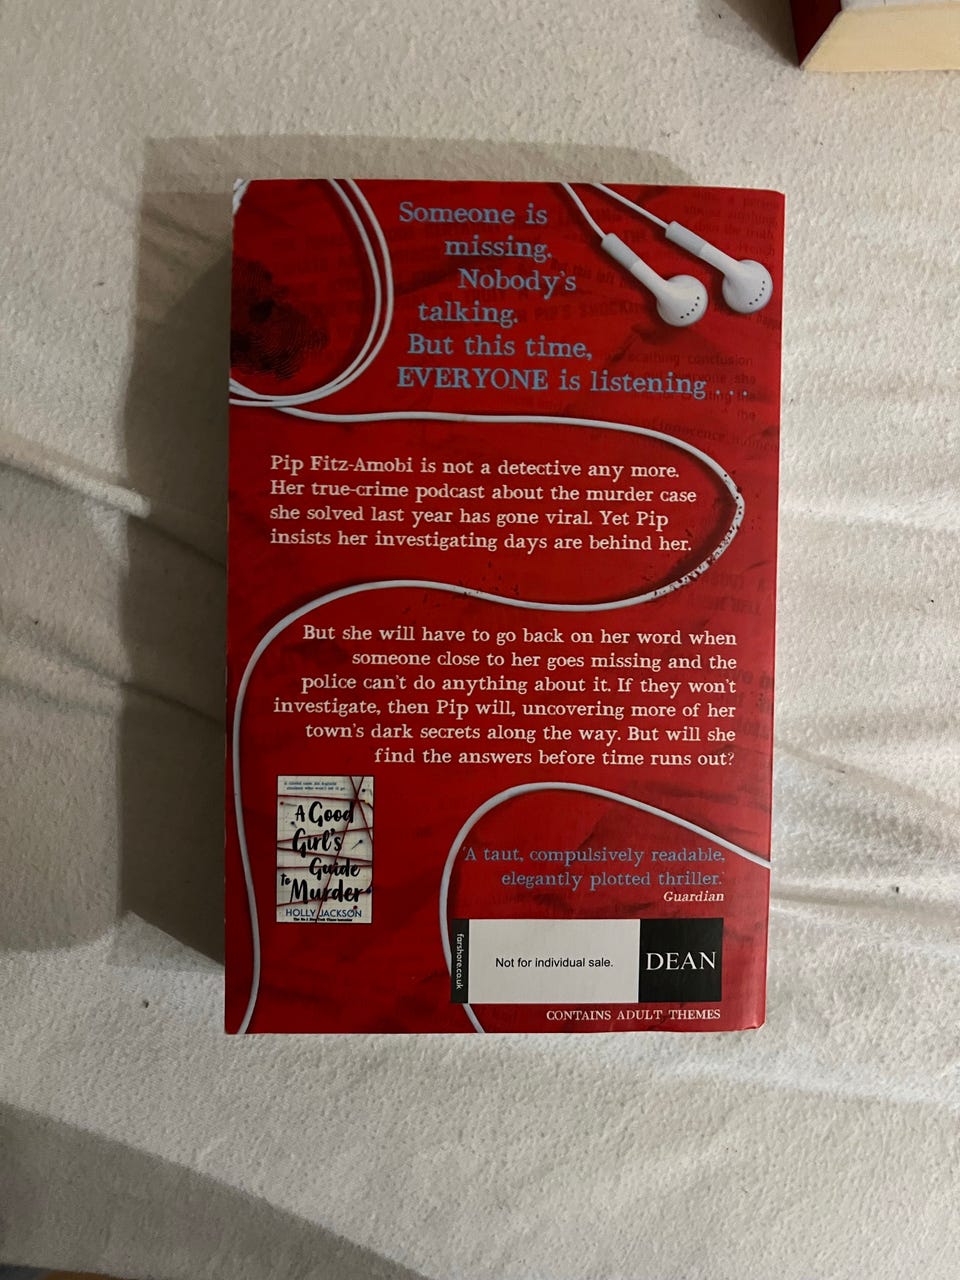 Someone is
missing.
Nobody's
talking.
But this time,
EVERYONE is listening . . .
Pip Fitz-Amobi is not a detective any more.
Her true-crime podcast about the murder case
she solved last year has gone viral. Yet Pip
insists her investigating days are behind her.
But she will have to go back on her word when
someone close to her goes missing and the
police can't do anything about it. If they won't
investigate, then Pip will, uncovering more of her
town's dark secrets along the way. But will she
find the answers before time runs out?
A Good
Girl's
Guide
to
Murder
HOLLY JACKSON
'A taut, compulsively readable,
elegantly plotted thriller.'
Guardian
farshore.co.uk
Not for individual sale.
DEAN
CONTAINS ADULT THEMES